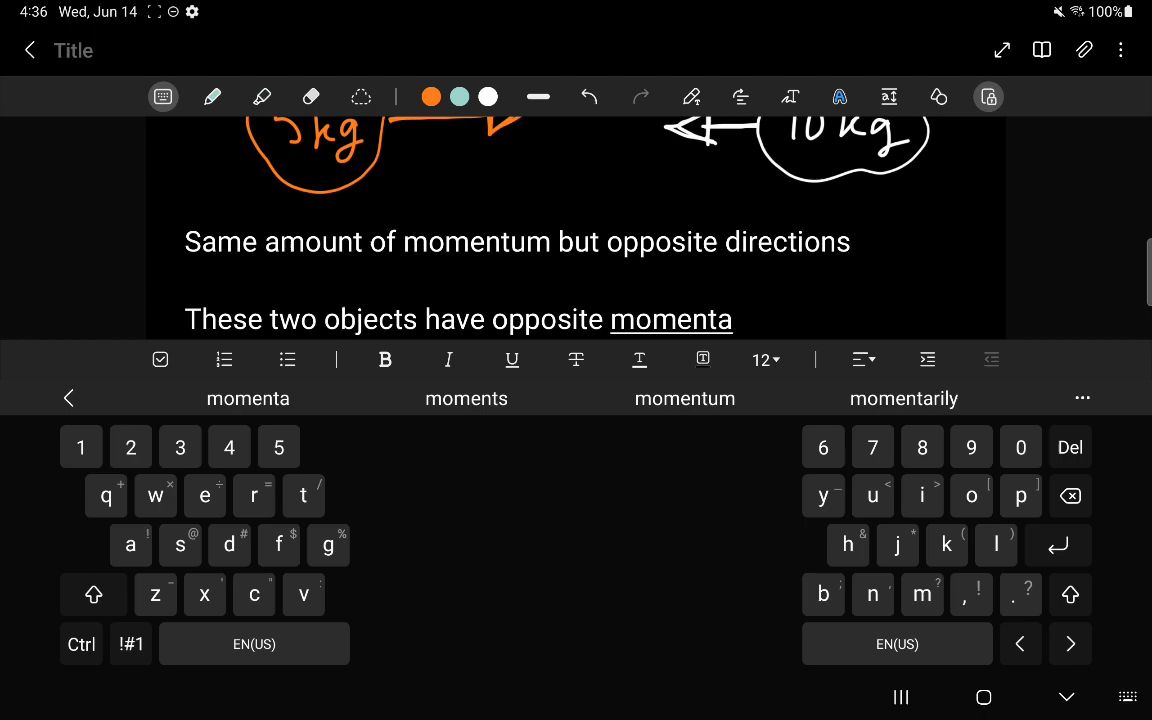 4:36 Wed, Jun 14 100%
Title
5kg 10 kg
Same amount of momentum but opposite directions
These two objects have opposite momenta
B I U T T T 12
momenta moments momentum momentarily ...
1 2 3 4 5 6 7 8 9 0 Del
q + w × e ÷ r = t / y _ u < i > o [ p ]
a ! s @ d # f $ g % h & j * k ( l )
z - x ' c " v : b ; n , m ? , ! . ?
Ctrl !#1 EN(US) EN(US) < >